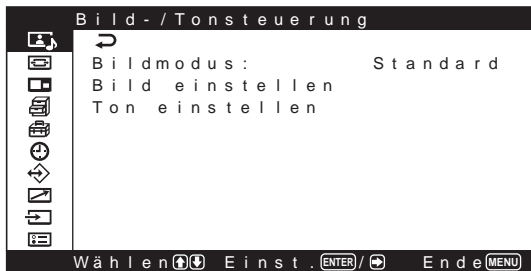 Bild-/Tonsteuerung
Bildmodus: Standard
Bild einstellen
Ton einstellen
Wählen Einst. ENTER / Ende MENU